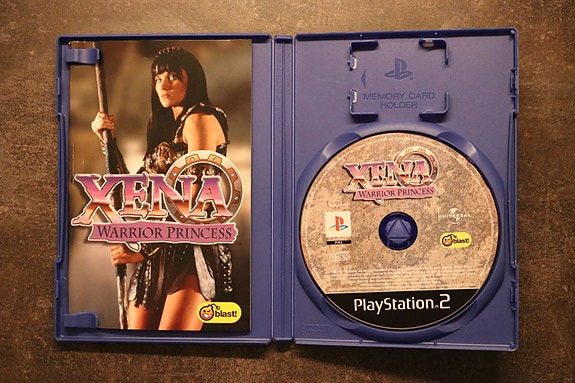 XENA
WARRIOR PRINCESS
blast!
MEMORY CARD
HOLDER
XENA
WARRIOR PRINCESS
UNIVERSAL
PAL
blast!
PlayStation 2